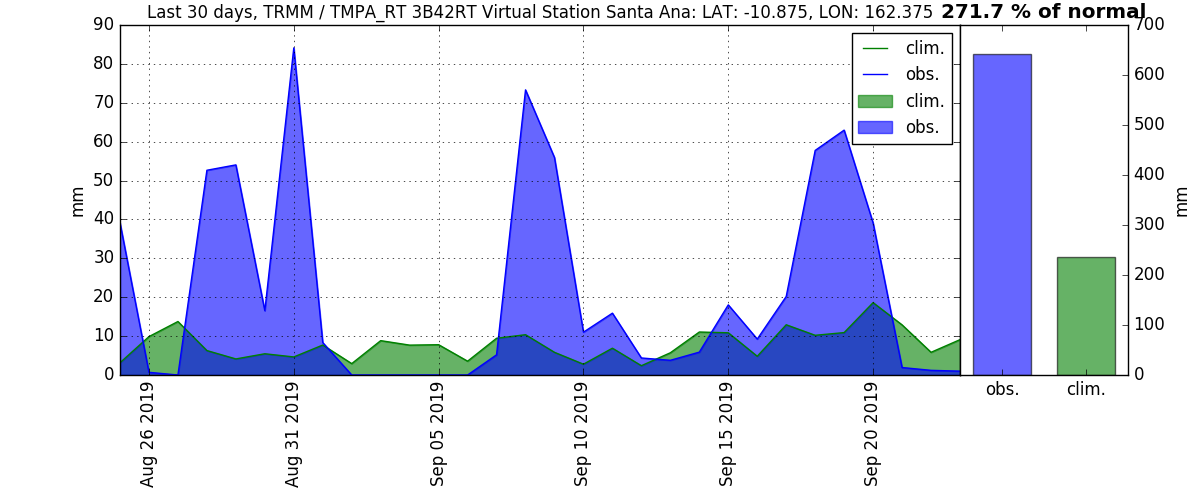 Last 30 days, TRMM / TMPA_RT 3B42RT Virtual Station Santa Ana: LAT: -10.875, LON: 162.375 271.7 % of normal
90
80
70
60
50
40
30
20
10
0
mm
clim.
obs.
clim.
obs.
Aug 26 2019
Aug 31 2019
Sep 05 2019
Sep 10 2019
Sep 15 2019
Sep 20 2019
700
600
500
400
300
200
100
0
mm
obs. clim.